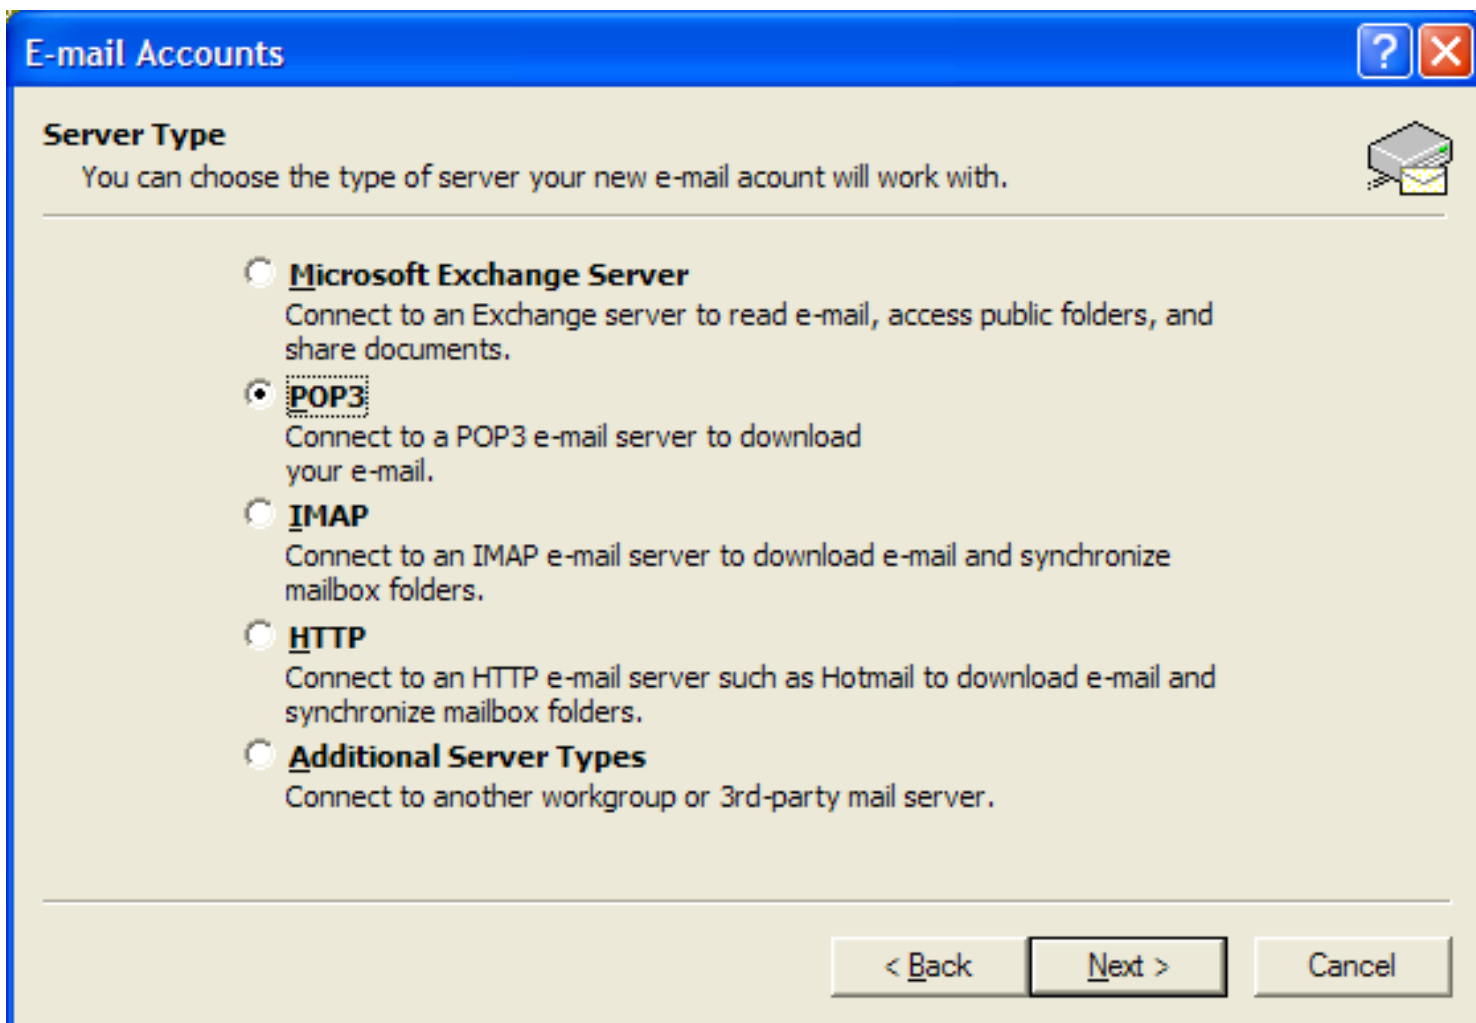 E-mail Accounts
?
Server Type
You can choose the type of server your new e-mail acount will work with.
Microsoft Exchange Server
Connect to an Exchange server to read e-mail, access public folders, and
share documents.
POP3
Connect to a POP3 e-mail server to download
your e-mail.
IMAP
Connect to an IMAP e-mail server to download e-mail and synchronize
mailbox folders.
HTTP
Connect to an HTTP e-mail server such as Hotmail to download e-mail and
synchronize mailbox folders.
Additional Server Types
Connect to another workgroup or 3rd-party mail server.
< Back Next > Cancel